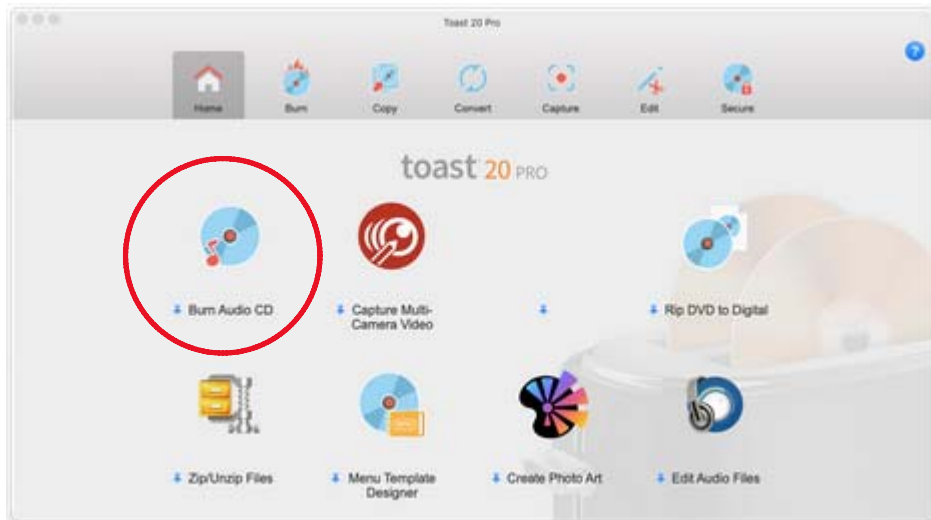 Toast 20 Pro
?
Home
Burn
Copy
Convert
Capture
Edit
Secure
toast 20 PRO
Burn Audio CD
Capture Multi-
Camera Video
Rip DVD to Digital
Zip/Unzip Files
Menu Template
Designer
Create Photo Art
Edit Audio Files